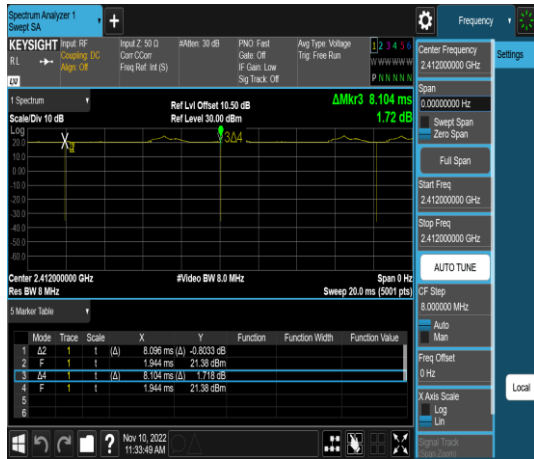 Spectrum Analyzer 1
Swept SA
Frequency
KEYSIGHT
Input: RF
Input Z: 50 Ω
#Atten: 30 dB
PNO: Fast
Avg Type: Voltage
1 2 3 4 5 6
RL
Coupling: DC
Corr CCorr
Gate: Off
Trig: Free Run
Align: Off
Freq Ref: Int (S)
IF Gain: Low
W W W W W W
Sig Track: Off
P N N N N N
LXI
1 Spectrum
Ref Lvl Offset 10.50 dB
ΔMkr3 8.104 ms
Scale/Div 10 dB
Ref Level 30.00 dBm
1.72 dB
Log
20.0
10.0
0.00
-10.0
-20.0
-30.0
-40.0
-50.0
-60.0
X
3Δ4
Center 2.412000000 GHz
#Video BW 8.0 MHz
Span 0 Hz
Res BW 8 MHz
Sweep 20.0 ms (5001 pts)
5 Marker Table
Mode Trace Scale X Y Function Function Width Function Value
1 Δ2 1 t (Δ) 8.096 ms (Δ) -0.8033 dB
2 F 1 t 1.944 ms 21.38 dBm
3 Δ4 1 t (Δ) 8.104 ms (Δ) 1.718 dB
4 F 1 t 1.944 ms 21.38 dBm
5
6
?
Nov 10, 2022
11:33:49 AM
Center Frequency
2.412000000 GHz
Settings
Span
0.00000000 Hz
Swept Span
Zero Span
Full Span
Start Freq
2.412000000 GHz
Stop Freq
2.412000000 GHz
AUTO TUNE
CF Step
8.000000 MHz
Auto
Man
Freq Offset
0 Hz
Local
X Axis Scale
Log
Lin
Signal Track
(Span Zoom)